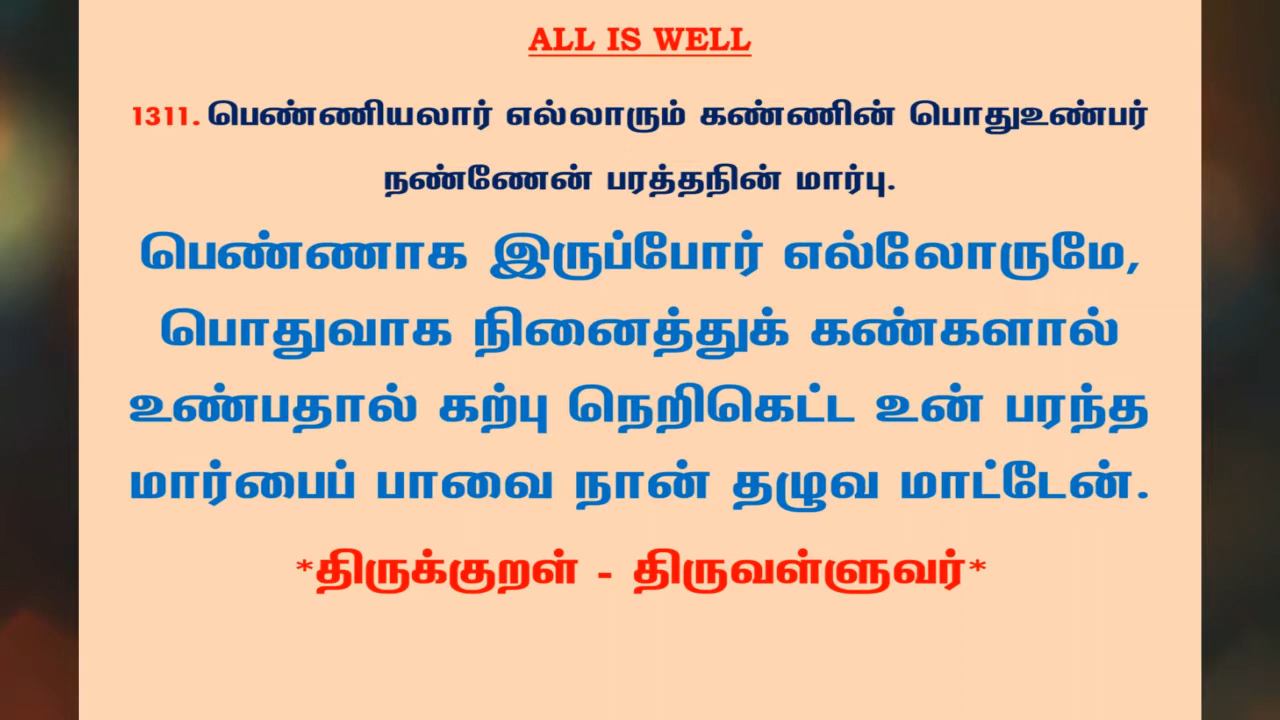 ALL IS WELL
1311. பெண்ணியலார் எல்லாரும் கண்ணின் பொதுஉண்பர்
நண்ணேன் பரத்தநின் மார்பு.
பெண்ணாக இருப்போர் எல்லோருமே,
பொதுவாக நினைத்துக் கண்களால்
உண்பதால் கற்பு நெறிகெட்ட உன் பரந்த
மார்பைப் பாவை நான் தழுவ மாட்டேன்.
*திருக்குறள் - திருவள்ளுவர்*